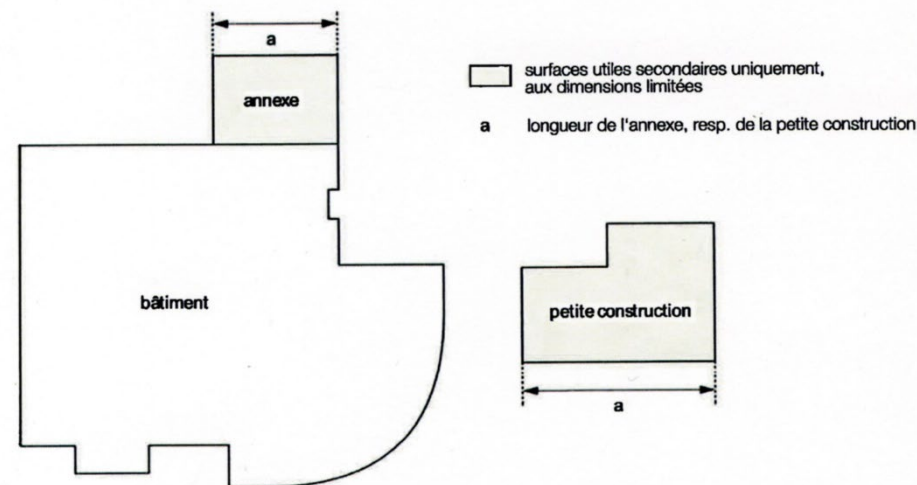 a
annexe
surfaces utiles secondaires uniquement,
aux dimensions limitées
a longueur de l'annexe, resp. de la petite construction
bâtiment
petite construction
a